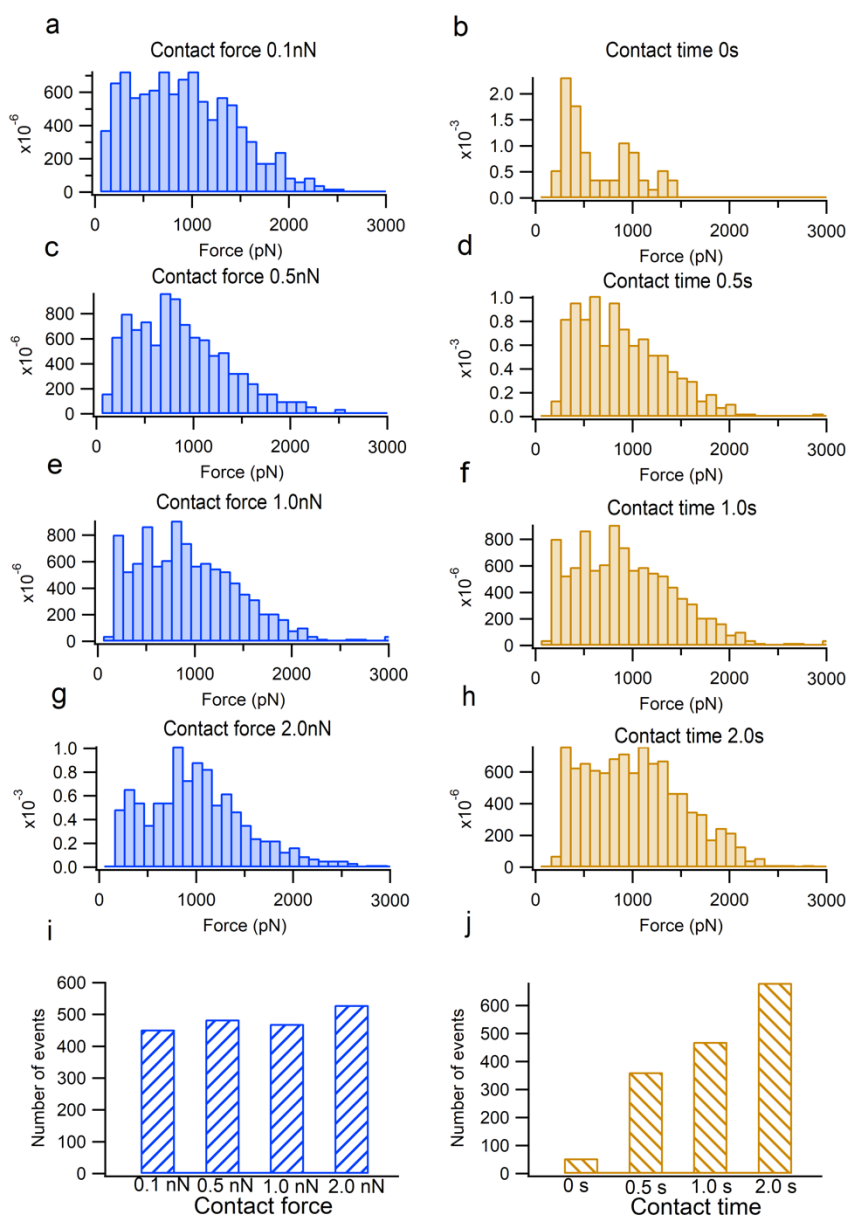 a
Contact force 0.1nN
600
400
200
0
x10^-6
0 1000 2000 3000
Force (pN)
b
Contact time 0s
2.0
1.5
1.0
0.5
0.0
x10^-3
0 1000 2000 3000
Force (pN)
c
Contact force 0.5nN
800
600
400
200
0
x10^-6
0 1000 2000 3000
Force (pN)
d
Contact time 0.5s
1.0
0.8
0.6
0.4
0.2
0.0
x10^-3
0 1000 2000 3000
Force (pN)
e
Contact force 1.0nN
800
600
400
200
0
x10^-6
0 1000 2000 3000
Force (pN)
f
Contact time 1.0s
800
600
400
200
0
x10^-6
0 1000 2000 3000
Force (pN)
g
Contact force 2.0nN
1.0
0.8
0.6
0.4
0.2
0.0
x10^-3
0 1000 2000 3000
Force (pN)
h
Contact time 2.0s
600
400
200
0
x10^-6
0 1000 2000 3000
Force (pN)
i
600
500
400
300
200
100
0
Number of events
0.1 nN 0.5 nN 1.0 nN 2.0 nN
Contact force
j
600
500
400
300
200
100
0
Number of events
0 s 0.5 s 1.0 s 2.0 s
Contact time